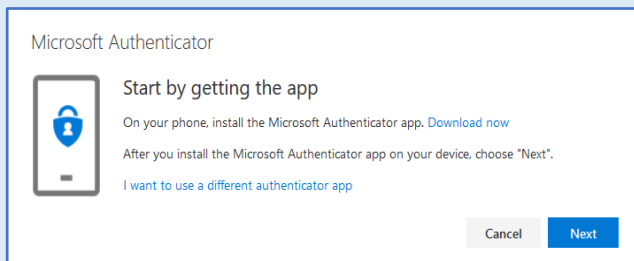 Microsoft Authenticator
Start by getting the app
On your phone, install the Microsoft Authenticator app. Download now
After you install the Microsoft Authenticator app on your device, choose "Next".
I want to use a different authenticator app
Cancel Next